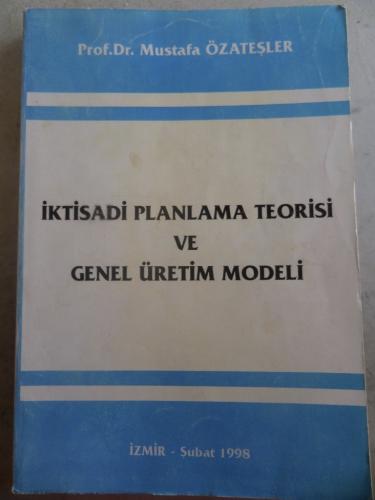 Prof.Dr. Mustafa ÖZATEŞLER
İKTİSADİ PLANLAMA TEORİSİ
VE
GENEL ÜRETİM MODELİ
İZMİR - Şubat 1998